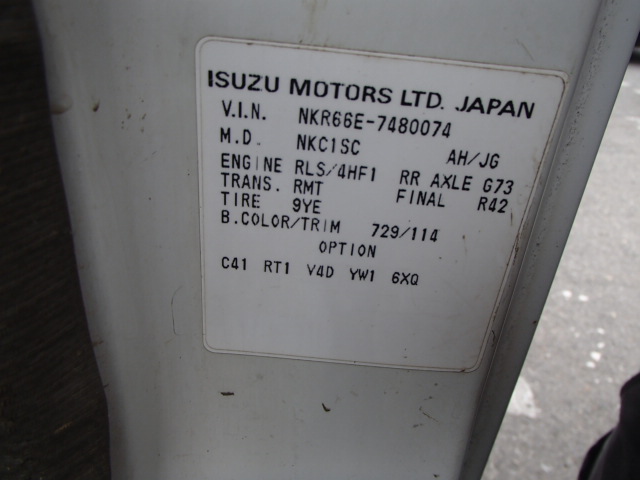 ISUZU MOTORS LTD. JAPAN
V.I.N. NKR66E-7480074
M.D. NKC1SC AH/JG
ENGINE RLS/4HF1 RR AXLE G73
TRANS. RMT FINAL R42
TIRE 9YE
B.COLOR/TRIM 729/114
OPTION
C41 RT1 V4D YW1 6XQ